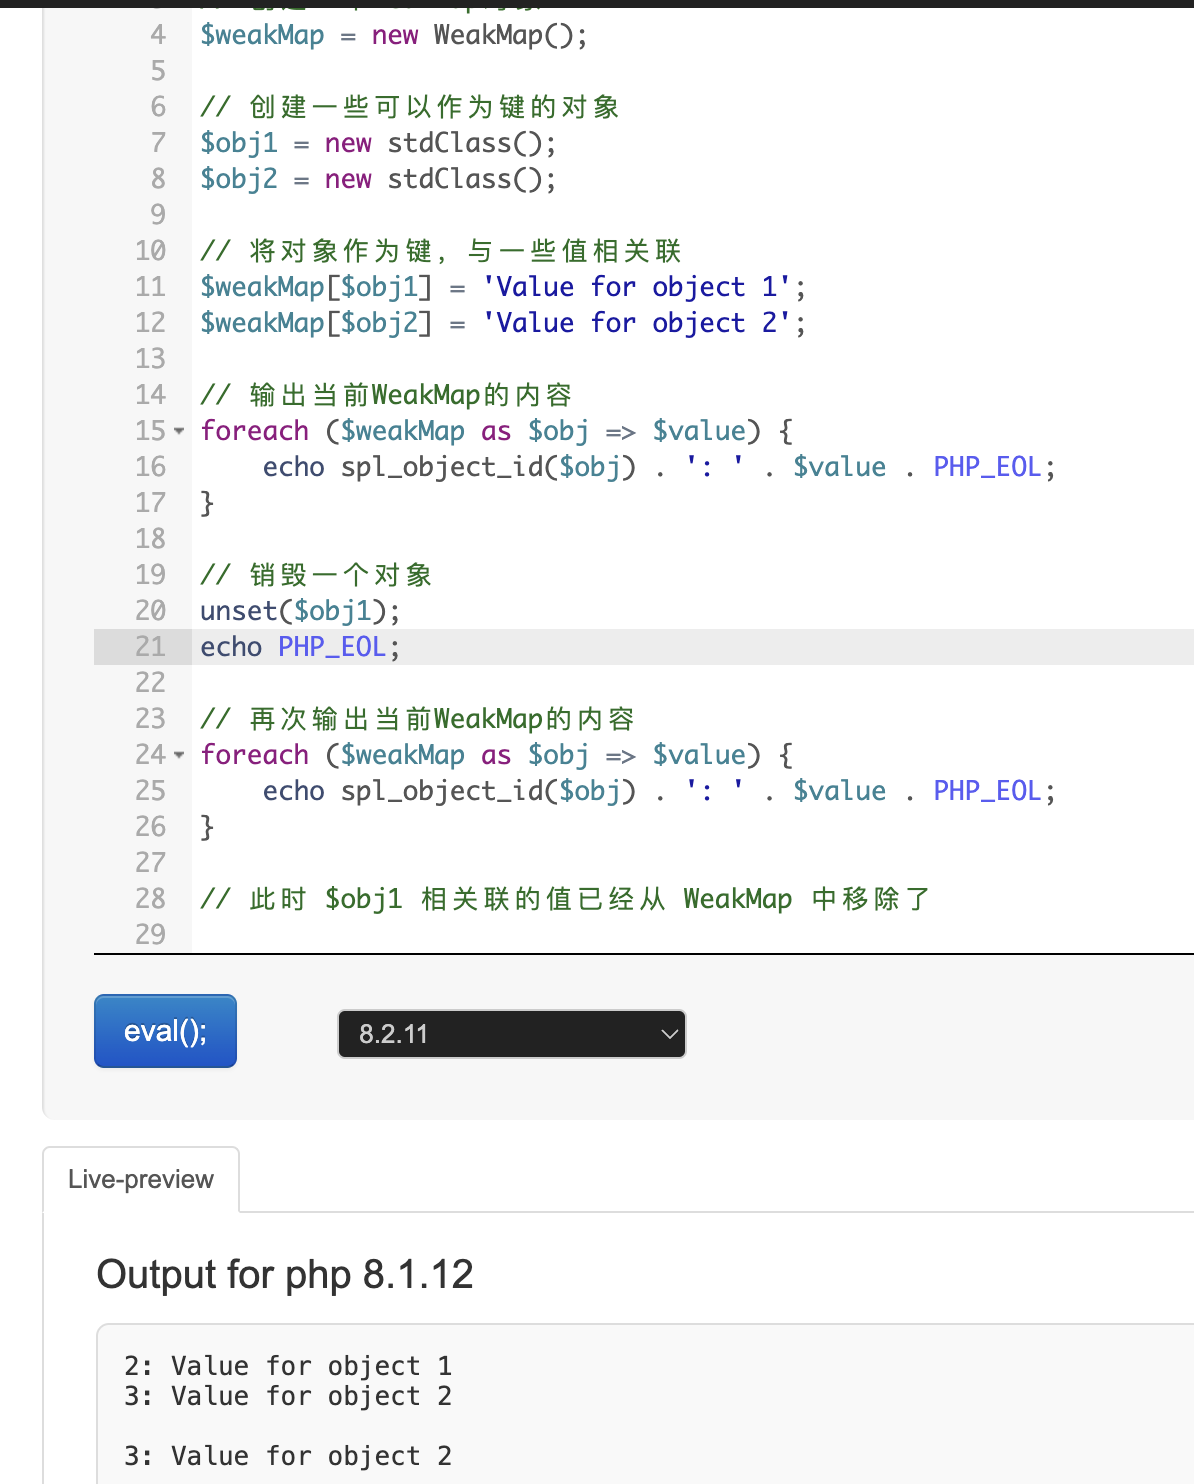 4 $weakMap = new WeakMap();
5
6 // 创建一些可以作为键的对象
7 $obj1 = new stdClass();
8 $obj2 = new stdClass();
9
10 // 将对象作为键，与一些值相关联
11 $weakMap[$obj1] = 'Value for object 1';
12 $weakMap[$obj2] = 'Value for object 2';
13
14 // 输出当前WeakMap的内容
15 foreach ($weakMap as $obj => $value) {
16     echo spl_object_id($obj) . ': ' . $value . PHP_EOL;
17 }
18
19 // 销毁一个对象
20 unset($obj1);
21 echo PHP_EOL;
22
23 // 再次输出当前WeakMap的内容
24 foreach ($weakMap as $obj => $value) {
25     echo spl_object_id($obj) . ': ' . $value . PHP_EOL;
26 }
27
28 // 此时 $obj1 相关联的值已经从 WeakMap 中移除了
29
eval(); 8.2.11
Live-preview
Output for php 8.1.12
2: Value for object 1
3: Value for object 2
3: Value for object 2